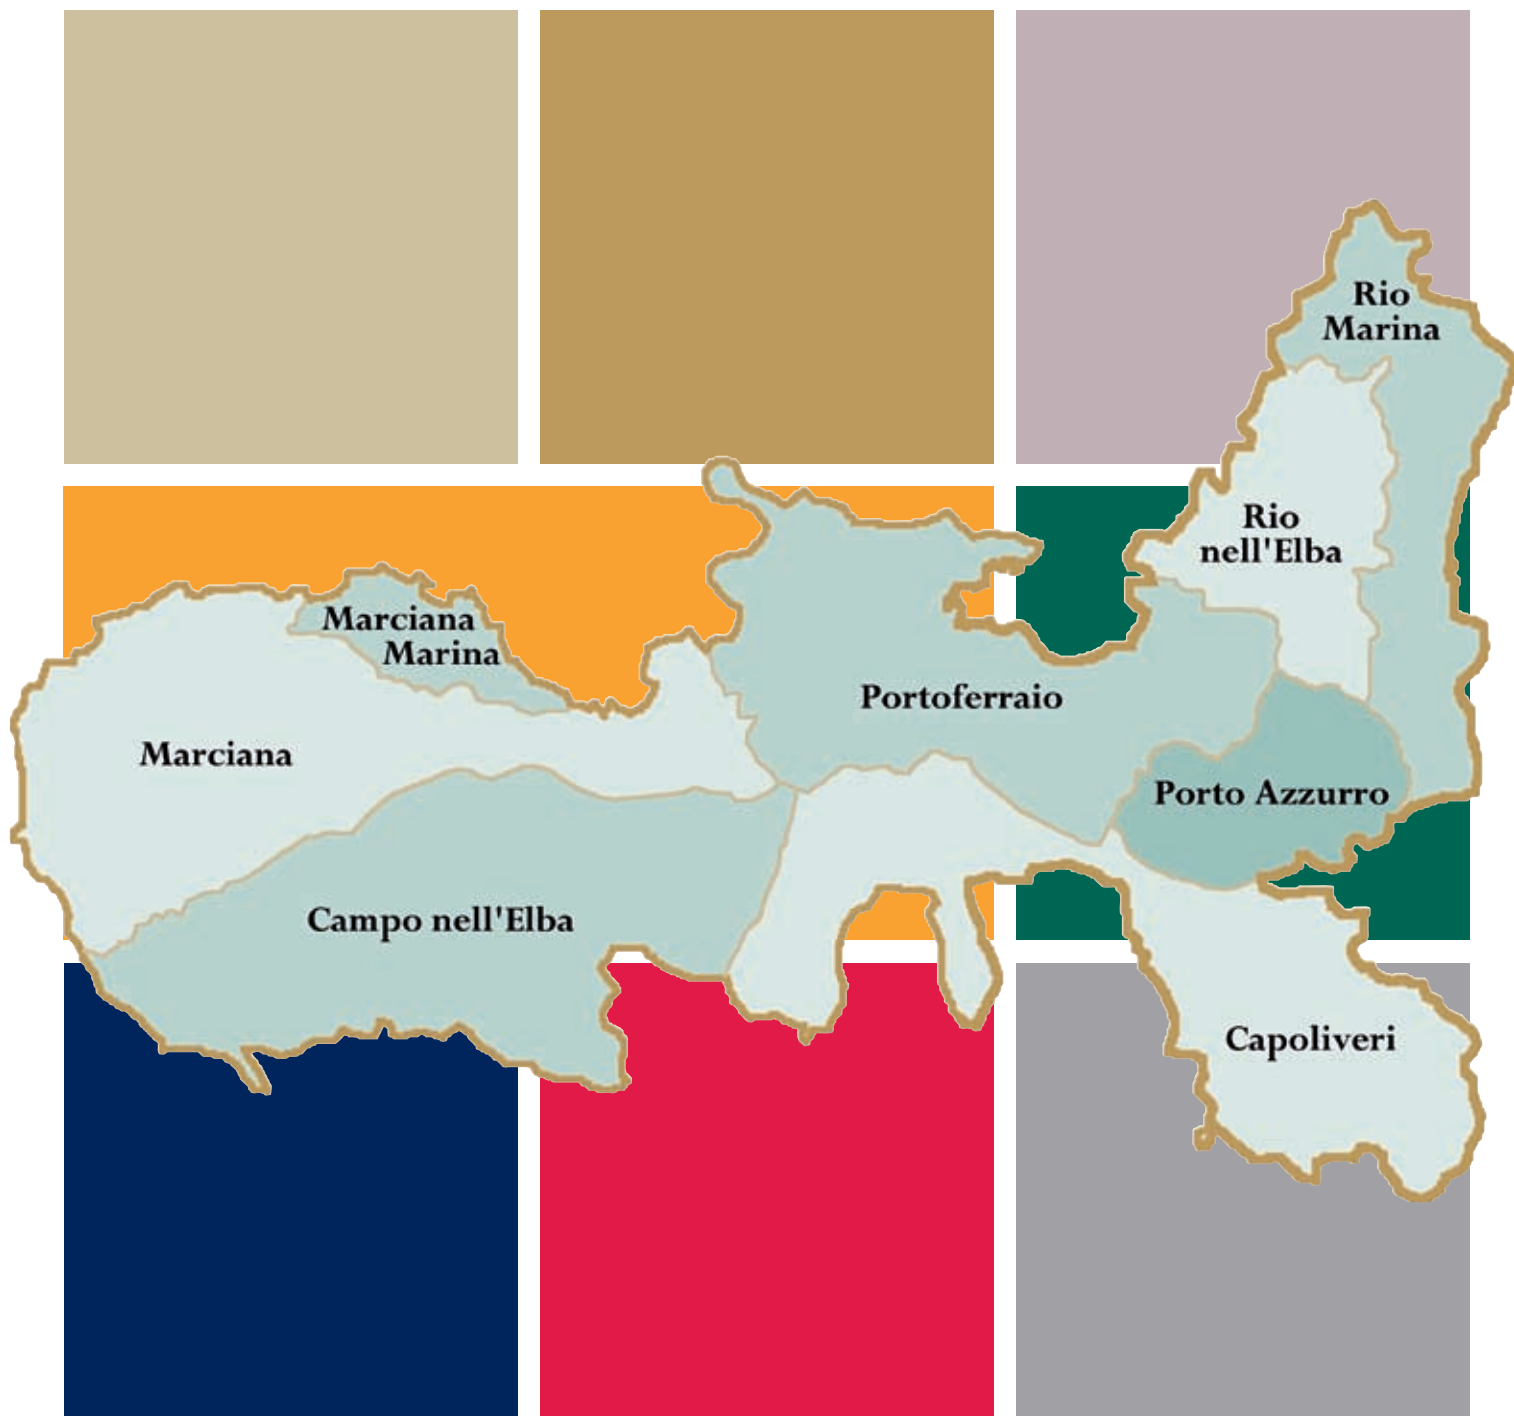 Rio
Marina
Rio
nell'Elba
Marciana
Marina
Portoferraio
Marciana
Porto Azzurro
Campo nell'Elba
Capoliveri